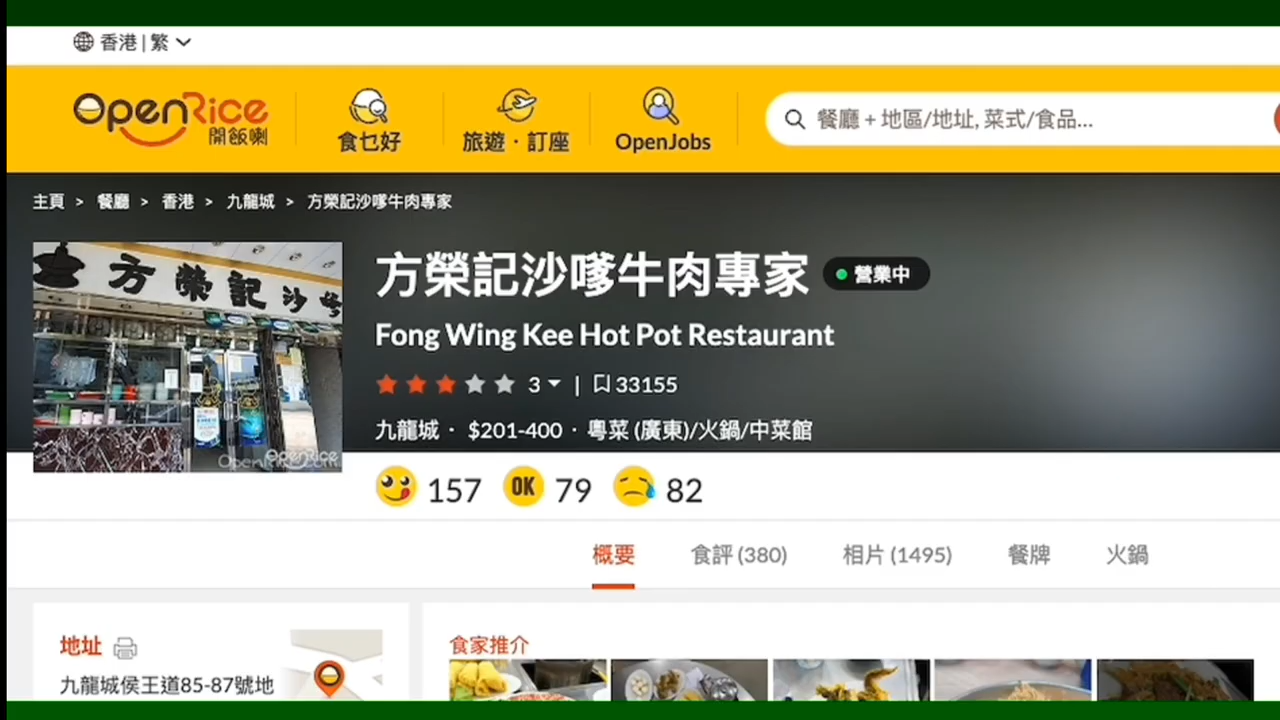 香港 | 繁
OpenRice
開飯喇
食乜好
旅遊．訂座
OpenJobs
餐廳 + 地區/地址, 菜式/食品...
主頁 > 餐廳 > 香港 > 九龍城 > 方榮記沙嗲牛肉專家
方榮記沙嗲
方榮記沙嗲牛肉專家
營業中
Fong Wing Kee Hot Pot Restaurant
3 | 33155
九龍城 · $201-400 · 粵菜 (廣東)/火鍋/中菜館
157 OK 79 82
概要 食評 (380) 相片 (1495) 餐牌 火鍋
地址
九龍城侯王道85-87號地
食家推介